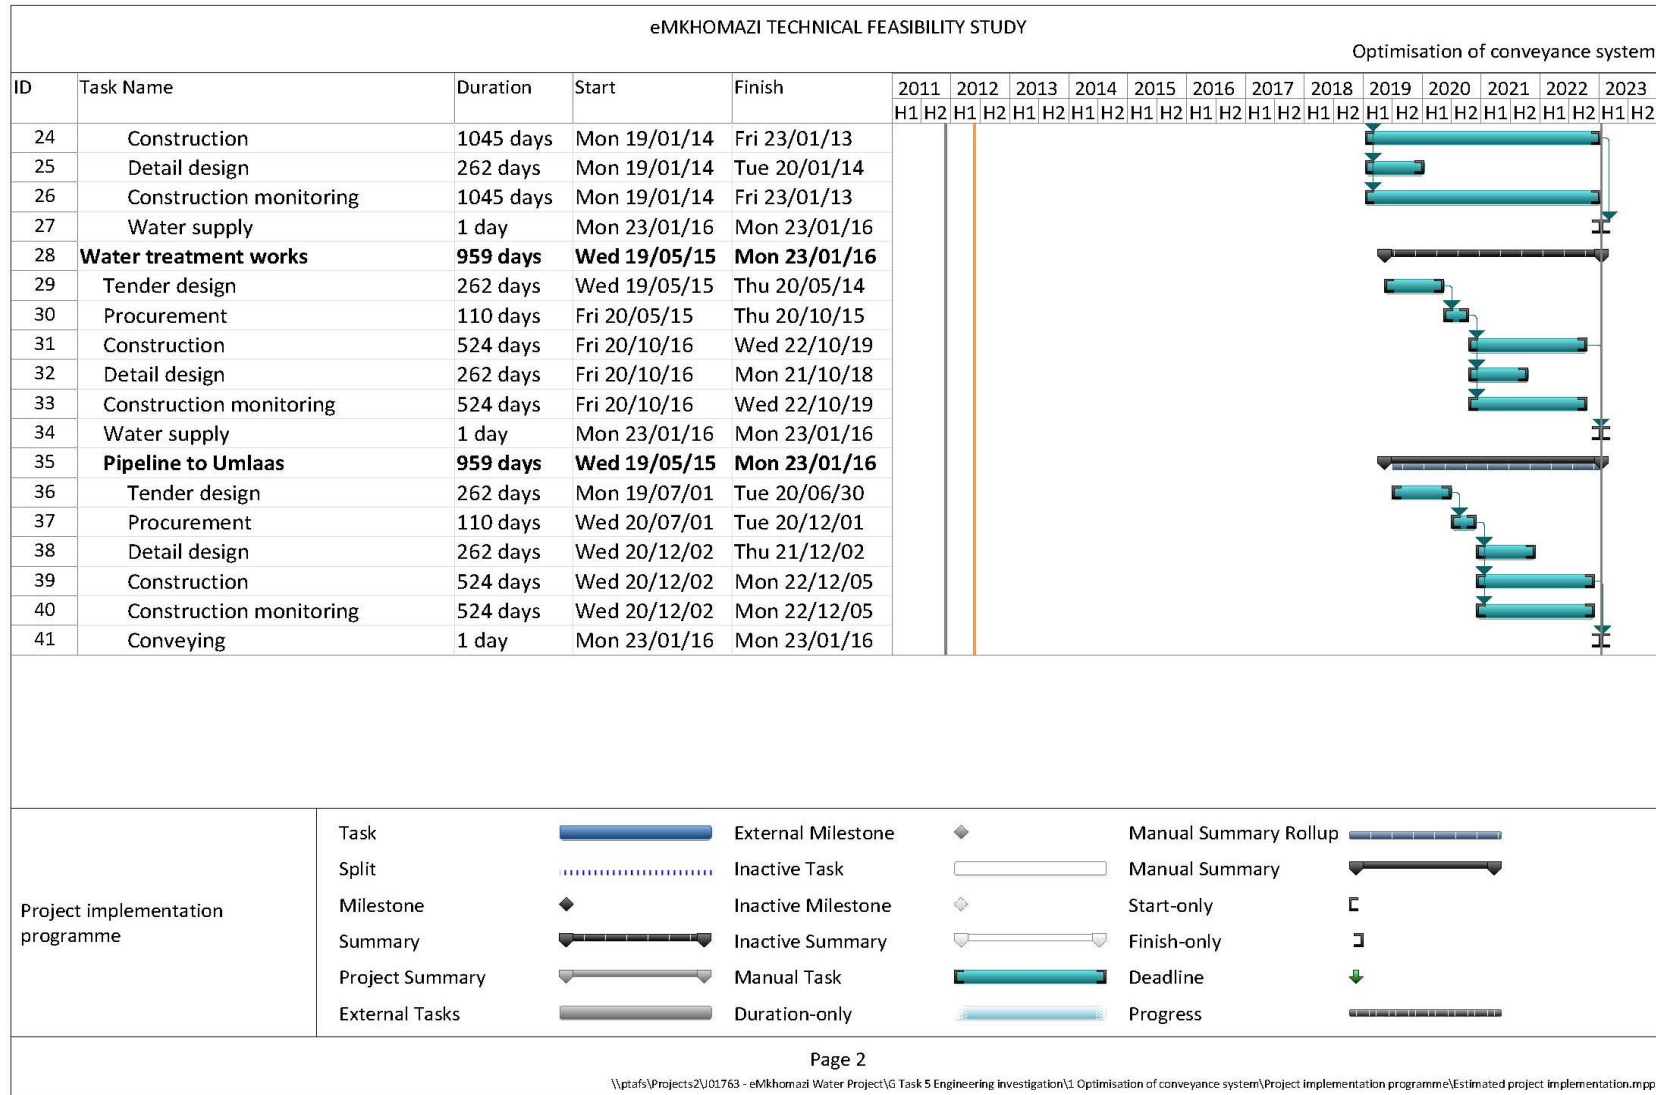 eMKHOMAZI TECHNICAL FEASIBILITY STUDY
Optimisation of conveyance system
ID Task Name Duration Start Finish 2011 2012 2013 2014 2015 2016 2017 2018 2019 2020 2021 2022 2023
H1 H2 H1 H2 H1 H2 H1 H2 H1 H2 H1 H2 H1 H2 H1 H2 H1 H2 H1 H2 H1 H2 H1 H2 H1 H2
24 Construction 1045 days Mon 19/01/14 Fri 23/01/13
25 Detail design 262 days Mon 19/01/14 Tue 20/01/14
26 Construction monitoring 1045 days Mon 19/01/14 Fri 23/01/13
27 Water supply 1 day Mon 23/01/16 Mon 23/01/16
28 Water treatment works 959 days Wed 19/05/15 Mon 23/01/16
29 Tender design 262 days Wed 19/05/15 Thu 20/05/14
30 Procurement 110 days Fri 20/05/15 Thu 20/10/15
31 Construction 524 days Fri 20/10/16 Wed 22/10/19
32 Detail design 262 days Fri 20/10/16 Mon 21/10/18
33 Construction monitoring 524 days Fri 20/10/16 Wed 22/10/19
34 Water supply 1 day Mon 23/01/16 Mon 23/01/16
35 Pipeline to Umlaas 959 days Wed 19/05/15 Mon 23/01/16
36 Tender design 262 days Mon 19/07/01 Tue 20/06/30
37 Procurement 110 days Wed 20/07/01 Tue 20/12/01
38 Detail design 262 days Wed 20/12/02 Thu 21/12/02
39 Construction 524 days Wed 20/12/02 Mon 22/12/05
40 Construction monitoring 524 days Wed 20/12/02 Mon 22/12/05
41 Conveying 1 day Mon 23/01/16 Mon 23/01/16
Project implementation
programme
Task External Milestone Manual Summary Rollup
Split Inactive Task Manual Summary
Milestone Inactive Milestone Start-only
Summary Inactive Summary Finish-only
Project Summary Manual Task Deadline
External Tasks Duration-only Progress
Page 2
\\ptafs\Projects2\J01763 - eMkhomazi Water Project\G Task 5 Engineering investigation\1 Optimisation of conveyance system\Project implementation programme\Estimated project implementation.mpp